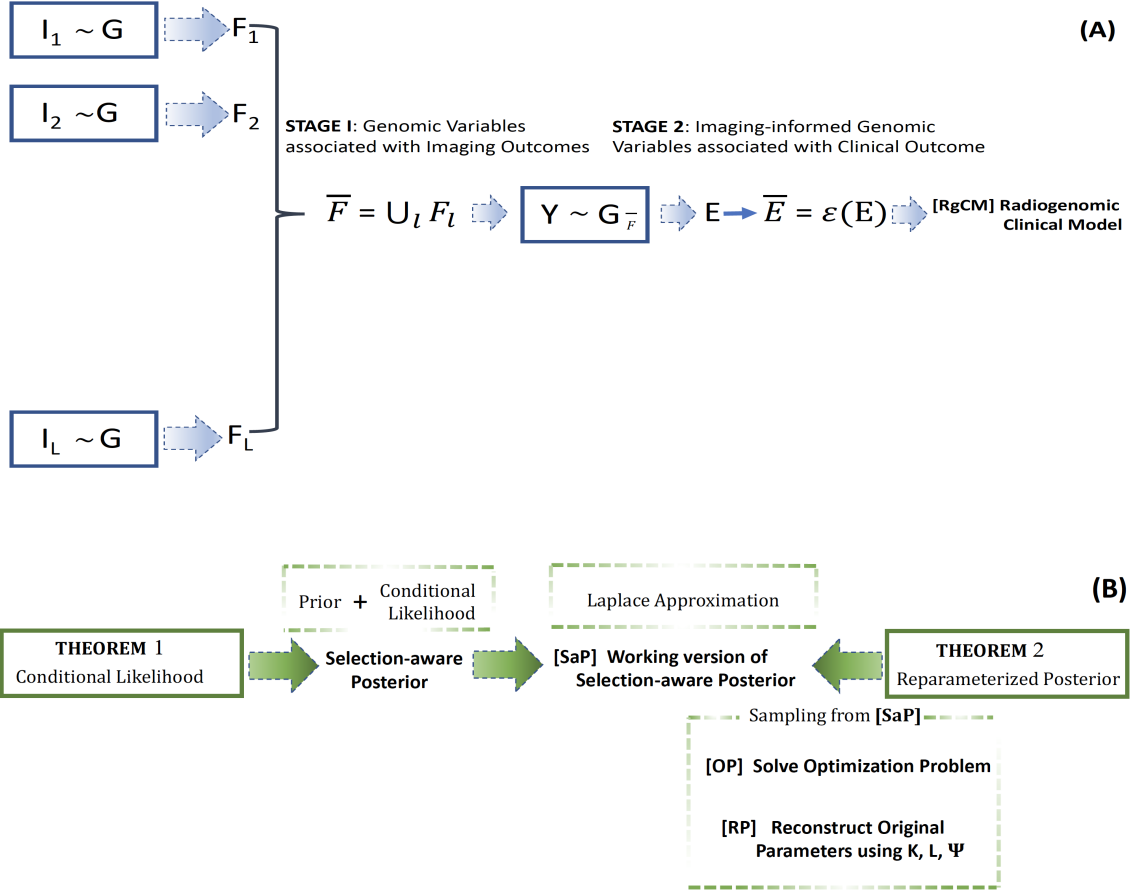 (A)
I₁ ~ G
F₁
I₂ ~G
F₂
STAGE I: Genomic Variables
associated with Imaging Outcomes
STAGE 2: Imaging-informed Genomic
Variables associated with Clinical Outcome
F̅ = ∪ₗ Fₗ
Y ~ G_F̅
E
E̅ = ε(E)
[RgCM] Radiogenomic
Clinical Model
I_L ~ G
F_L
(B)
Prior + Conditional
Likelihood
Laplace Approximation
THEOREM 1
Conditional Likelihood
Selection-aware
Posterior
[SaP] Working version of
Selection-aware Posterior
THEOREM 2
Reparameterized Posterior
Sampling from [SaP]
[OP] Solve Optimization Problem
[RP] Reconstruct Original
Parameters using K, L, Ψ